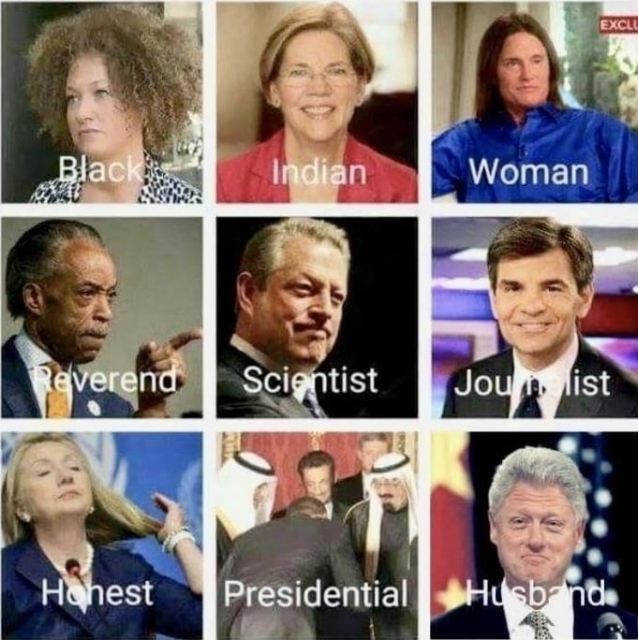 EXCLU
Black
Indian
Woman
Reverend
Scientist
Journalist
Honest
Presidential
Husband